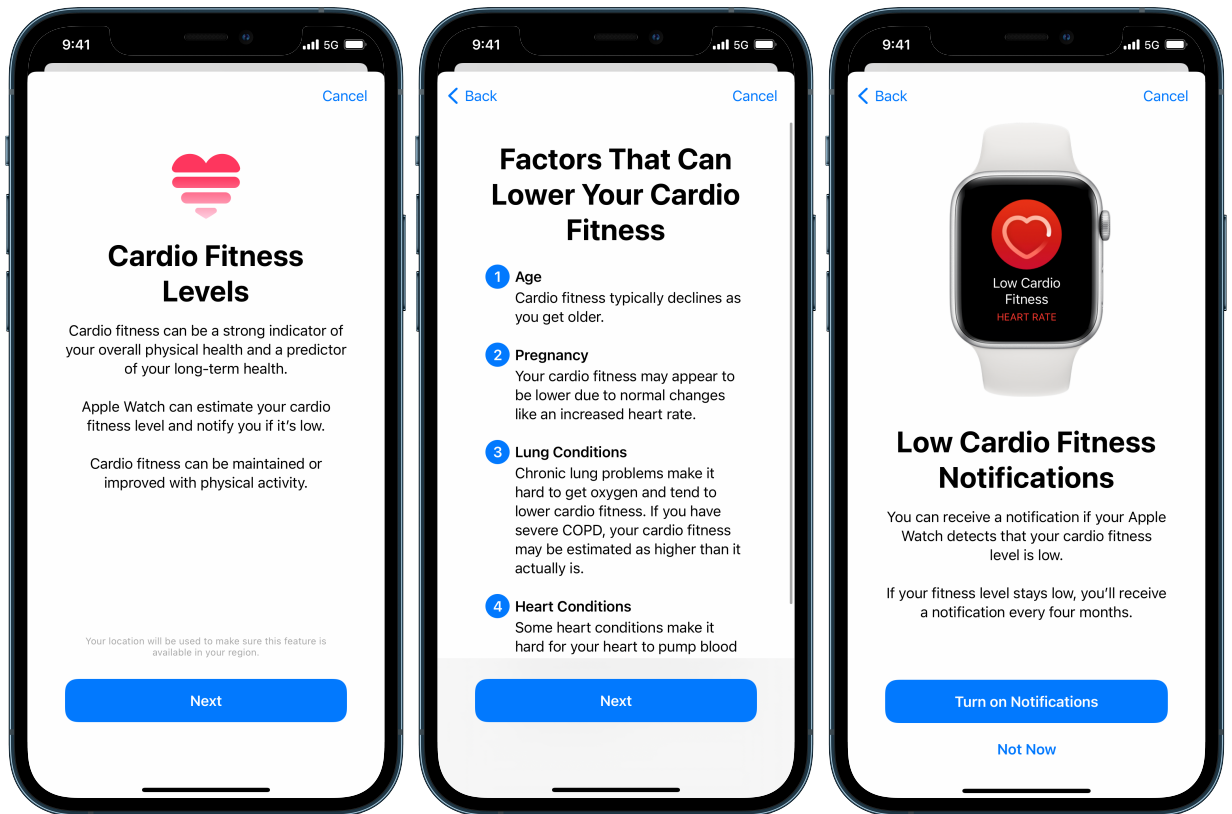 9:41
5G
Cancel
Cardio Fitness
Levels
Cardio fitness can be a strong indicator of
your overall physical health and a predictor
of your long-term health.
Apple Watch can estimate your cardio
fitness level and notify you if it's low.
Cardio fitness can be maintained or
improved with physical activity.
Your location will be used to make sure this feature is
available in your region.
Next
9:41
5G
Back
Cancel
Factors That Can
Lower Your Cardio
Fitness
1 Age
Cardio fitness typically declines as
you get older.
2 Pregnancy
Your cardio fitness may appear to
be lower due to normal changes
like an increased heart rate.
3 Lung Conditions
Chronic lung problems make it
hard to get oxygen and tend to
lower cardio fitness. If you have
severe COPD, your cardio fitness
may be estimated as higher than it
actually is.
4 Heart Conditions
Some heart conditions make it
hard for your heart to pump blood
Next
9:41
5G
Back
Cancel
Low Cardio
Fitness
HEART RATE
Low Cardio Fitness
Notifications
You can receive a notification if your Apple
Watch detects that your cardio fitness
level is low.
If your fitness level stays low, you'll receive
a notification every four months.
Turn on Notifications
Not Now